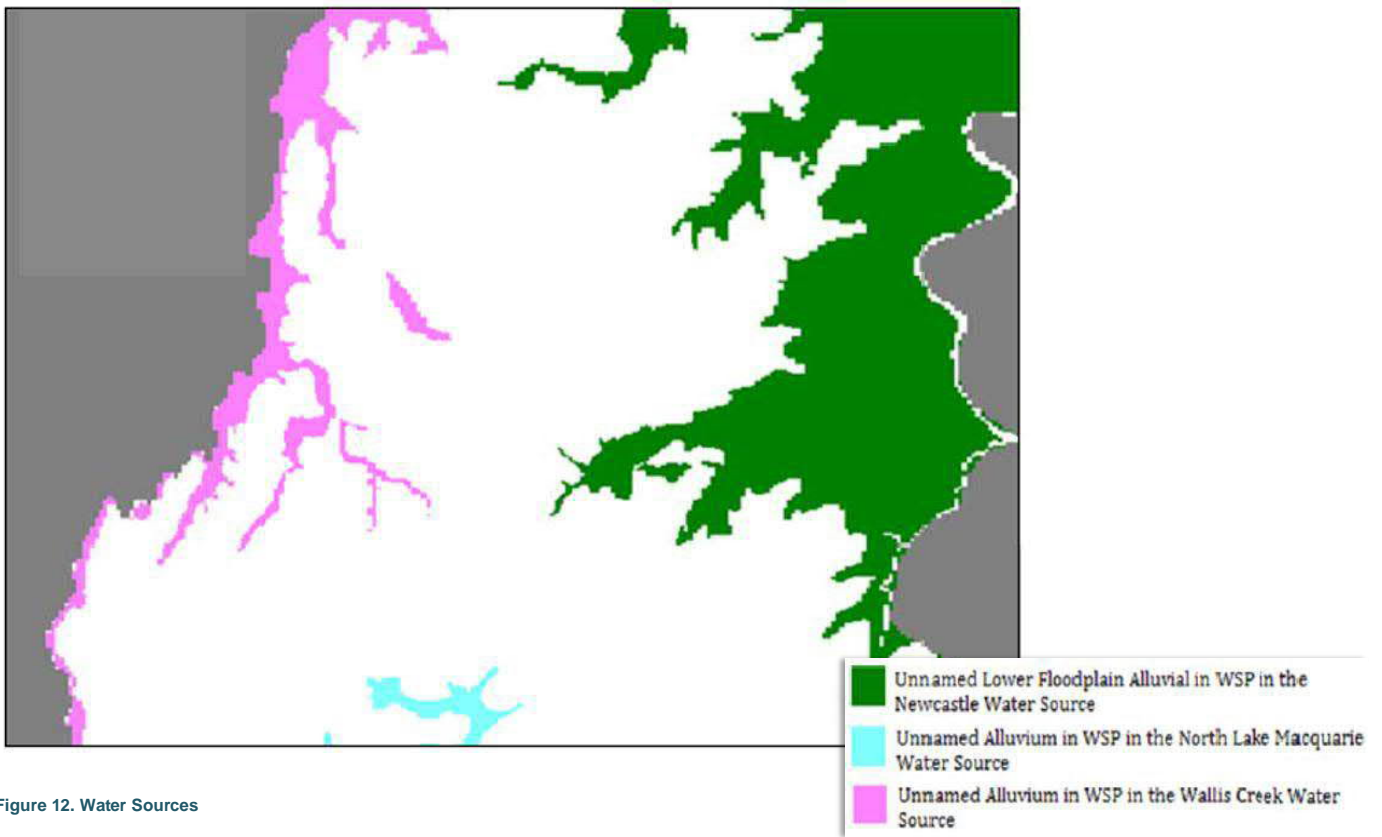 Unnamed Lower Floodplain Alluvial in WSP in the
Newcastle Water Source
Unnamed Alluvium in WSP in the North Lake Macquarie
Water Source
Unnamed Alluvium in WSP in the Wallis Creek Water
Source
Figure 12. Water Sources